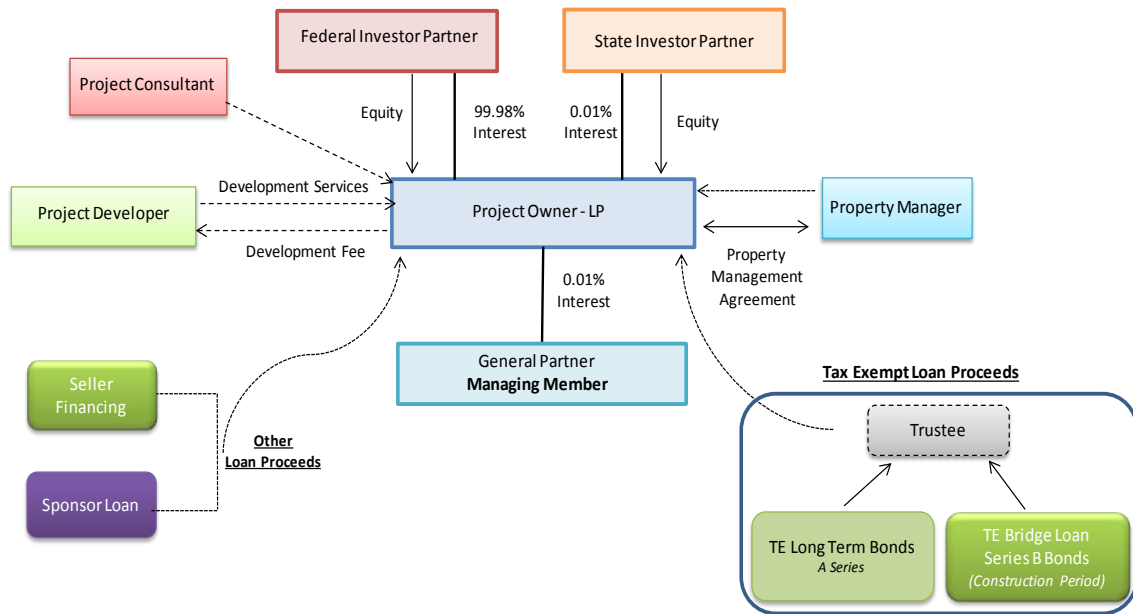 Federal Investor Partner
State Investor Partner
Project Consultant
Equity
99.98%
Interest
0.01%
Interest
Equity
Development Services
Project Developer
Project Owner - LP
Property Manager
Development Fee
Property
Management
Agreement
0.01%
Interest
General Partner
Managing Member
Seller
Financing
Tax Exempt Loan Proceeds
Trustee
Other
Loan Proceeds
Sponsor Loan
TE Long Term Bonds
A Series
TE Bridge Loan
Series B Bonds
(Construction Period)